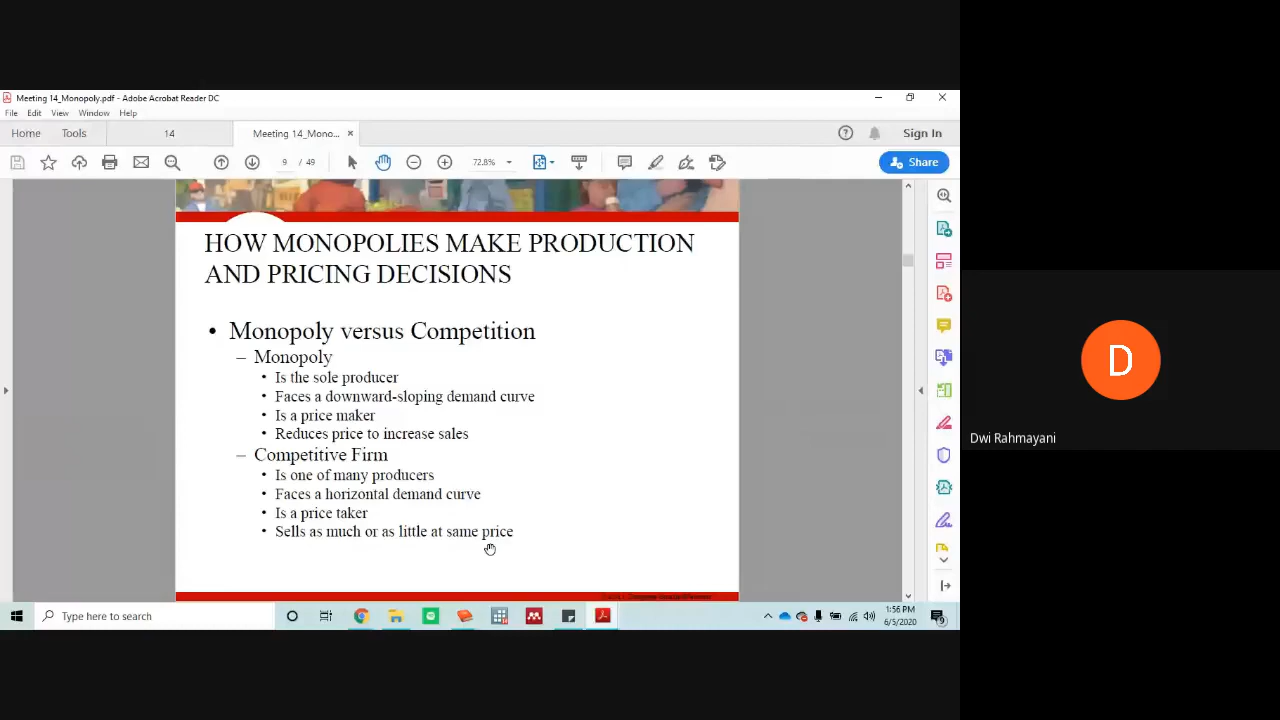 Meeting 14_Monopoly.pdf - Adobe Acrobat Reader DC
File Edit View Window Help
Home Tools 14 Meeting 14_Mono... × Sign In
9 / 49 72.8% Share
HOW MONOPOLIES MAKE PRODUCTION
AND PRICING DECISIONS
• Monopoly versus Competition
– Monopoly
• Is the sole producer
• Faces a downward-sloping demand curve
• Is a price maker
• Reduces price to increase sales
– Competitive Firm
• Is one of many producers
• Faces a horizontal demand curve
• Is a price taker
• Sells as much or as little at same price
D
Dwi Rahmayani
Type here to search
1:56 PM
6/5/2020